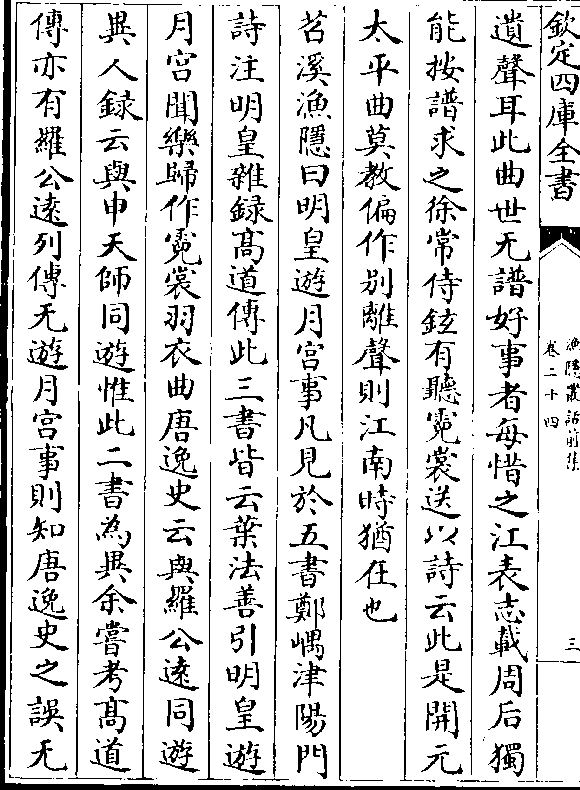 欽定四庫全書
漁隱叢話前集
卷二十四
三
遺聲耳此曲世无譜好事者每惜之江表志載周后獨
能按譜求之徐常侍鉉有聽霓裳送以詩云此是開元
太平曲莫教偏作别離聲則江南時猶在也
苕溪漁隱曰明皇遊月宫事凡見於五書鄭嵎津陽門
詩注明皇雜録髙道傳此三書皆云葉法善引明皇遊
月宫聞樂歸作霓裳羽衣曲唐逸史云與羅公逺同遊
異人録云與申天師同遊惟此二書為異余嘗考髙道
傳亦有羅公逺列傳无遊月宫事則知唐逸史之誤无